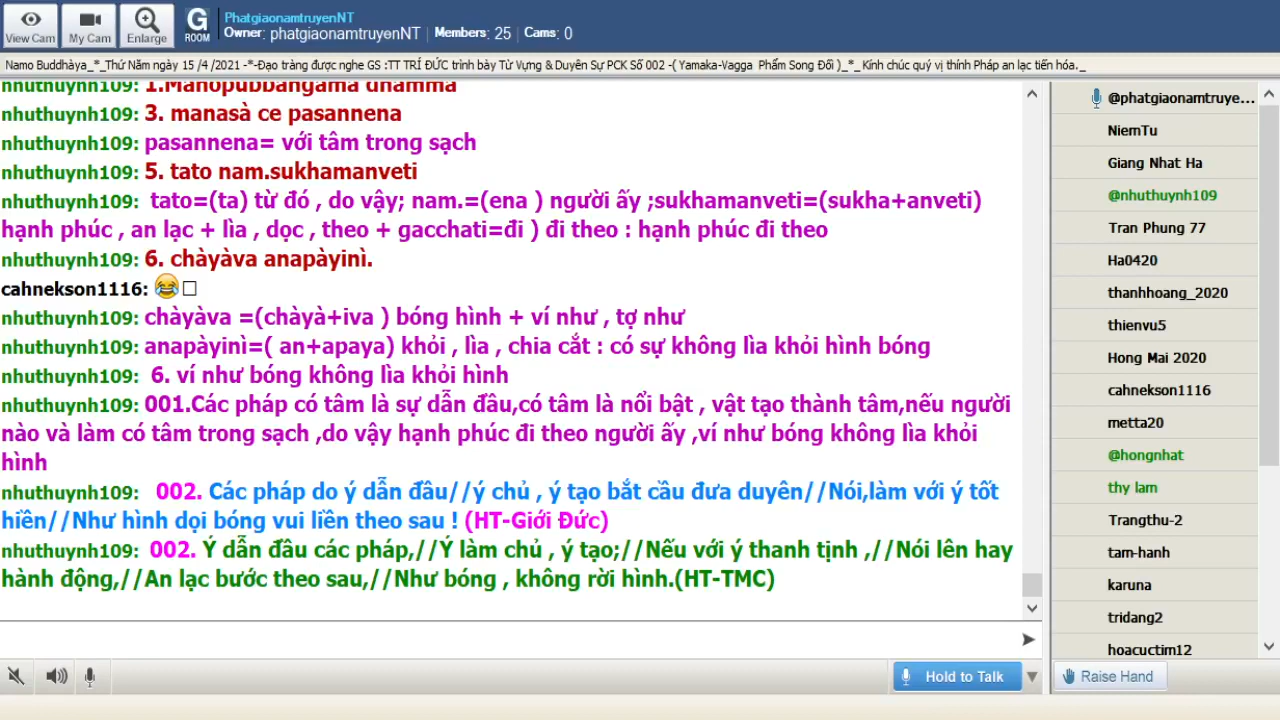 View Cam
My Cam
Enlarge
G
ROOM
PhatgiaonamtruyenNT
Owner: phatgiaonamtruyenNT | Members: 25 | Cams: 0
Namo Buddhàya_*_Thứ Năm ngày 15 /4 /2021 -*-Đạo tràng được nghe GS :TT TRÍ ĐỨC trình bày Từ Vựng & Duyên Sự PCK Số 002 -( Yamaka-Vagga Phẩm Song Đối )_*_Kính chúc quý vị thính Pháp an lạc tiến hóa._
nhuthuynh109: 1.Manopubbangama dhamma
nhuthuynh109: 3. manasà ce pasannena
nhuthuynh109: pasannena= với tâm trong sạch
nhuthuynh109: 5. tato nam.sukhamanveti
nhuthuynh109: tato=(ta) từ đó , do vậy; nam.=(ena ) người ấy ;sukhamanveti=(sukha+anveti)
hạnh phúc , an lạc + lìa , dọc , theo + gacchati=đi ) đi theo : hạnh phúc đi theo
nhuthuynh109: 6. chàyàva anapàyinì.
cahnekson1116: 😂□
nhuthuynh109: chàyàva =(chàyà+iva ) bóng hình + ví như , tợ như
nhuthuynh109: anapàyinì=( an+apaya) khỏi , lìa , chia cắt : có sự không lìa khỏi hình bóng
nhuthuynh109: 6. ví như bóng không lìa khỏi hình
nhuthuynh109: 001.Các pháp có tâm là sự dẫn đầu,có tâm là nổi bật , vật tạo thành tâm,nếu người
nào và làm có tâm trong sạch ,do vậy hạnh phúc đi theo người ấy ,ví như bóng không lìa khỏi
hình
nhuthuynh109: 002. Các pháp do ý dẫn đầu//ý chủ , ý tạo bắt cầu đưa duyên//Nói,làm với ý tốt
hiền//Như hình dọi bóng vui liền theo sau ! (HT-Giới Đức)
nhuthuynh109: 002. Ý dẫn đầu các pháp,//Ý làm chủ , ý tạo;//Nếu với ý thanh tịnh ,//Nói lên hay
hành động,//An lạc bước theo sau,//Như bóng , không rời hình.(HT-TMC)
@phatgiaonamtruye...
NiemTu
Giang Nhat Ha
@nhuthuynh109
Tran Phung 77
Ha0420
thanhhoang_2020
thienvu5
Hong Mai 2020
cahnekson1116
metta20
@hongnhat
thy lam
Trangthu-2
tam-hanh
karuna
tridang2
hoacuctim12
Hold to Talk
Raise Hand